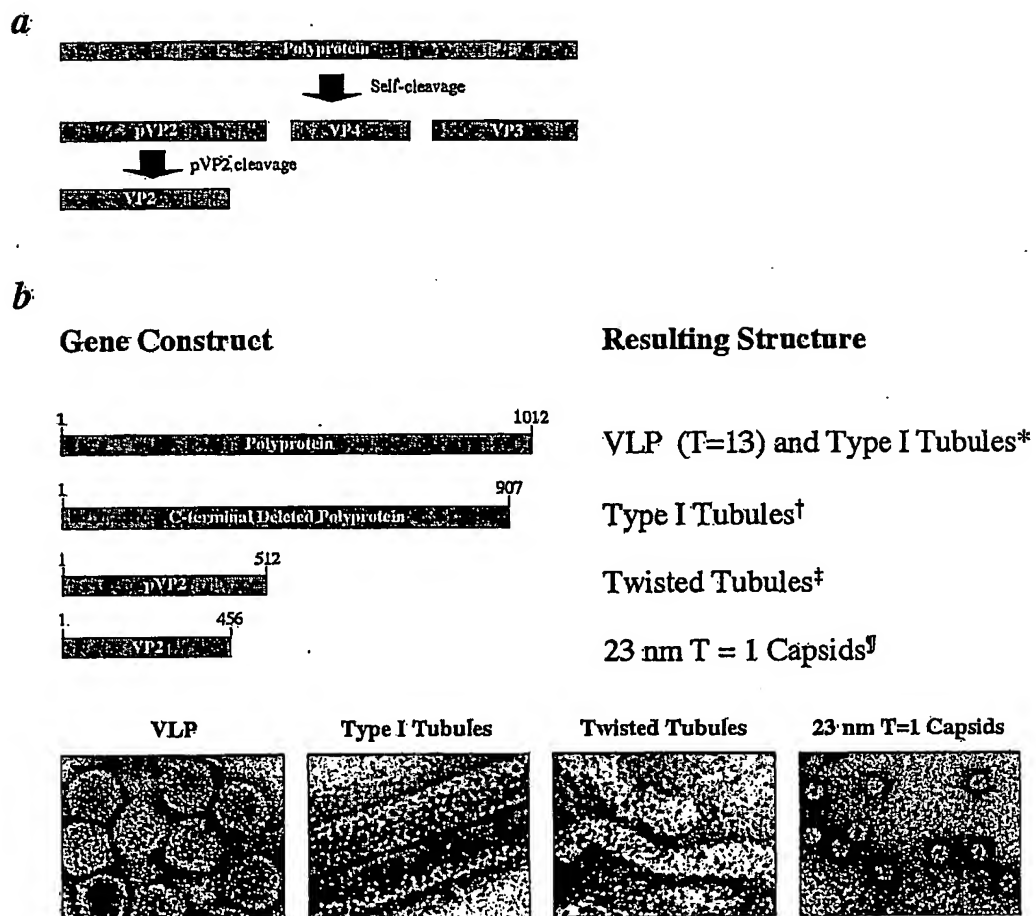 a
Polyprotein
Self-cleavage
pVP2 VP4 VP3
pVP2 cleavage
VP2
b
Gene Construct Resulting Structure
1 1012
Polyprotein VLP (T=13) and Type I Tubules*
1 907
C-terminal Deleted Polyprotein Type I Tubules†
1 512
pVP2 Twisted Tubules‡
1 456
VP2 23 nm T = 1 Capsids¶
VLP Type I Tubules Twisted Tubules 23 nm T=1 Capsids